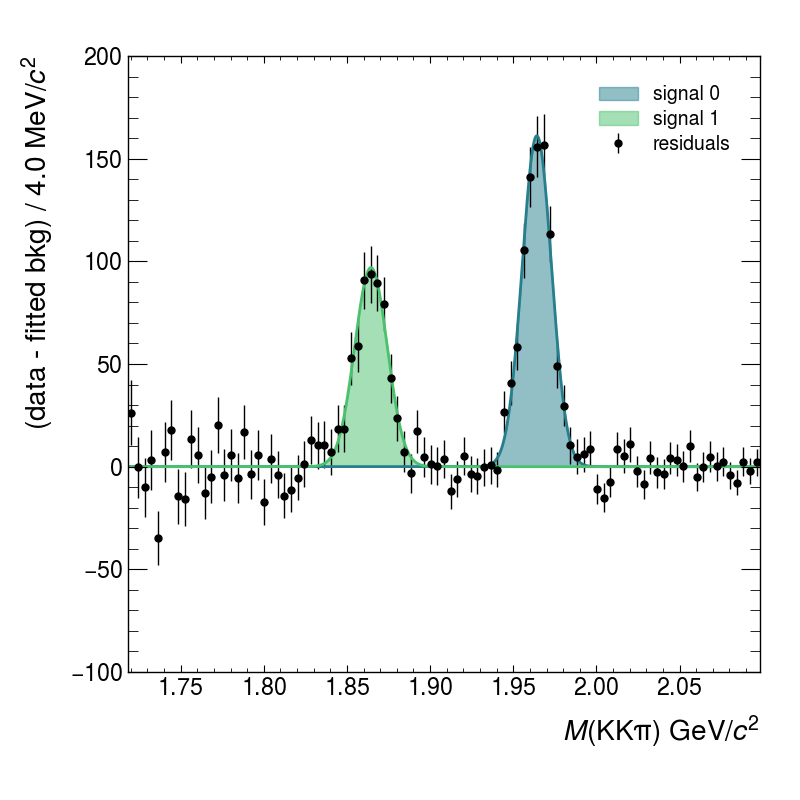 (data - fitted bkg) / 4.0 MeV/c²
200
150
100
50
0
−50
−100
signal 0
signal 1
residuals
1.75 1.80 1.85 1.90 1.95 2.00 2.05
M(KKπ) GeV/c²